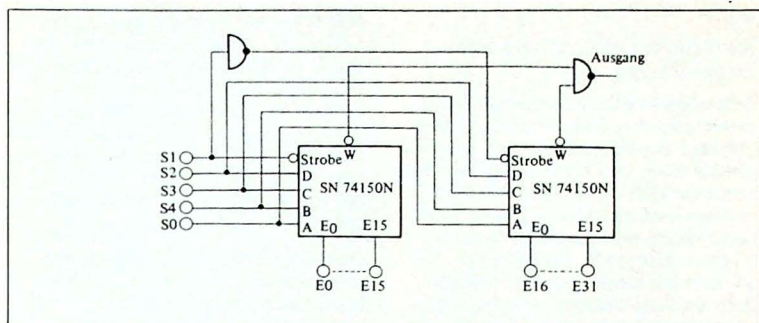 Ausgang
S1
S2
S3
S4
S0
Strobe
W
D
C
B
A
SN 74150N
E0
E15
E0
E15
Strobe
W
D
C
B
A
SN 74150N
E0
E15
E16
E31